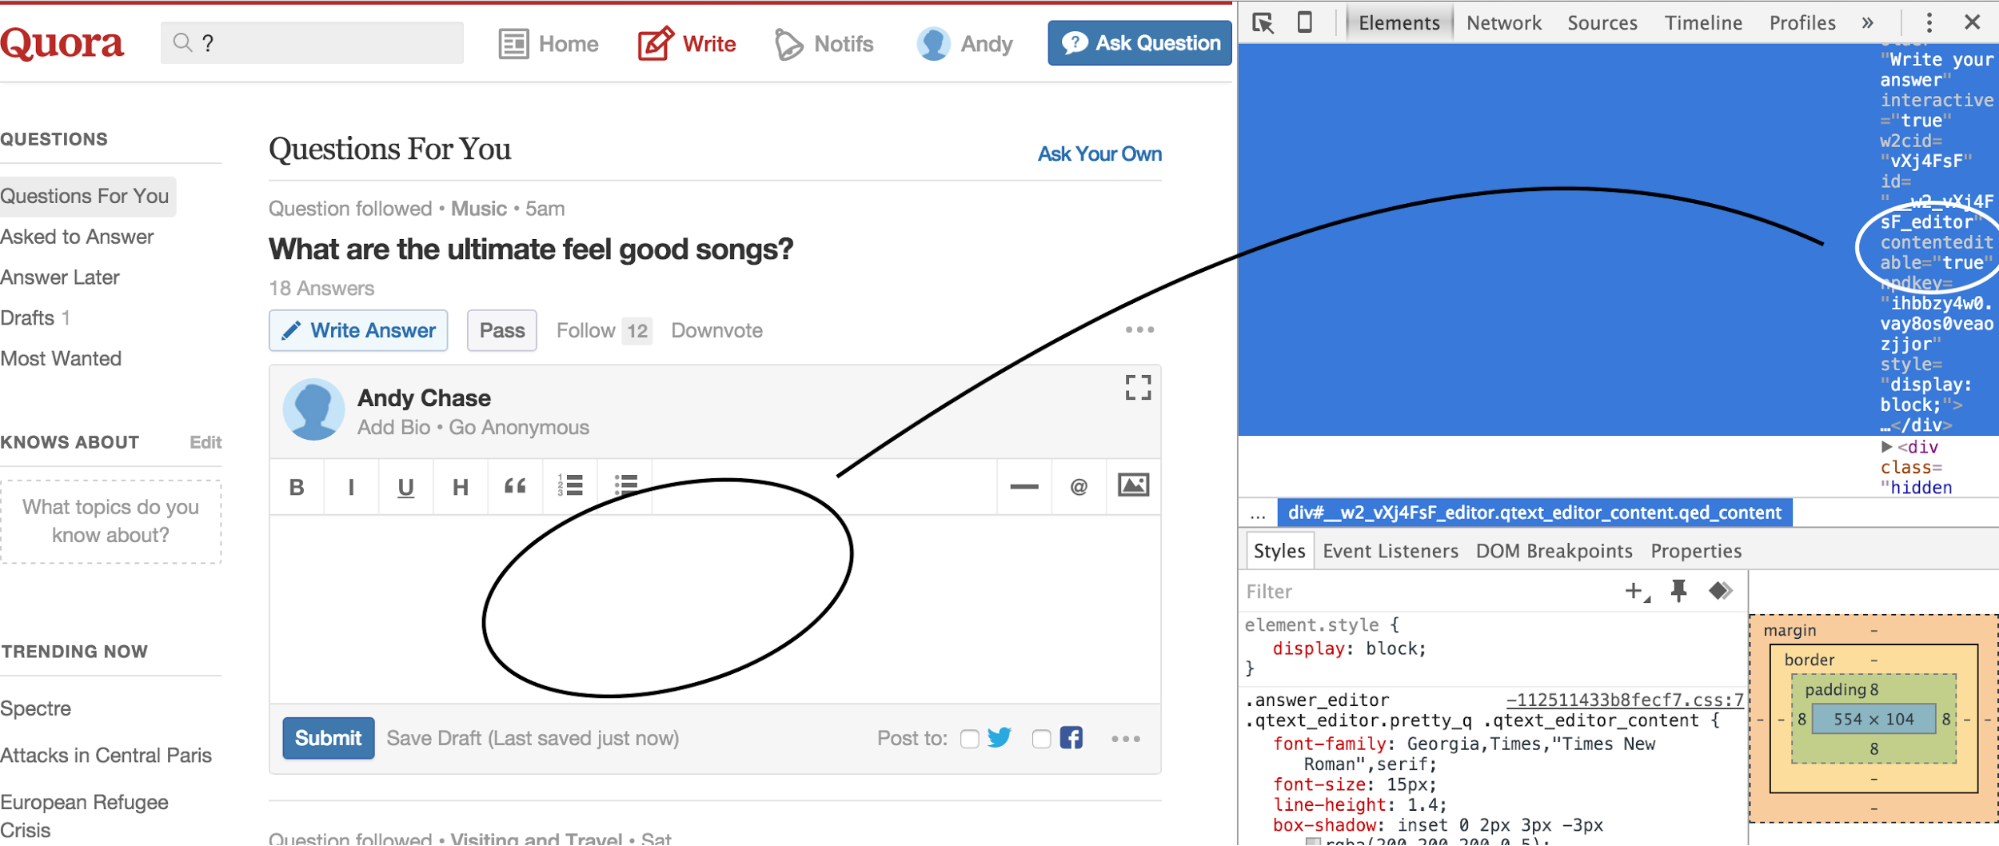 Quora
?
Home
Write
Notifs
Andy
? Ask Question
QUESTIONS
Questions For You
Asked to Answer
Answer Later
Drafts 1
Most Wanted
KNOWS ABOUT Edit
What topics do you
know about?
TRENDING NOW
Spectre
Attacks in Central Paris
European Refugee
Crisis
Questions For You
Ask Your Own
Question followed • Music • 5am
What are the ultimate feel good songs?
18 Answers
Write Answer
Pass
Follow 12
Downvote
Andy Chase
Add Bio • Go Anonymous
B I U H “ @
Submit
Save Draft (Last saved just now)
Post to:
Question followed • Visiting and Travel • Sat
Elements Network Sources Timeline Profiles »
"Write your
answer"
interactive
="true"
w2cid=
"vXj4FsF"
id=
"__w2_vXj4F
sF_editor"
contentedit
able="true"
npdkey=
"ihbbzy4w0.
vay8os0veao
zjjor"
style=
"display:
block;">
…</div>
▶<div
class=
"hidden
... div#__w2_vXj4FsF_editor.qtext_editor_content.qed_content
Styles Event Listeners DOM Breakpoints Properties
Filter
element.style {
display: block;
}
.answer_editor -112511433b8fecf7.css:7
.qtext_editor.pretty_q .qtext_editor_content {
font-family: Georgia,Times,"Times New
Roman",serif;
font-size: 15px;
line-height: 1.4;
box-shadow: inset 0 2px 3px -3px
rgba(200,200,200,0.5);
margin -
border -
padding 8
- - 8 554 × 104 8 - -
8
-
-